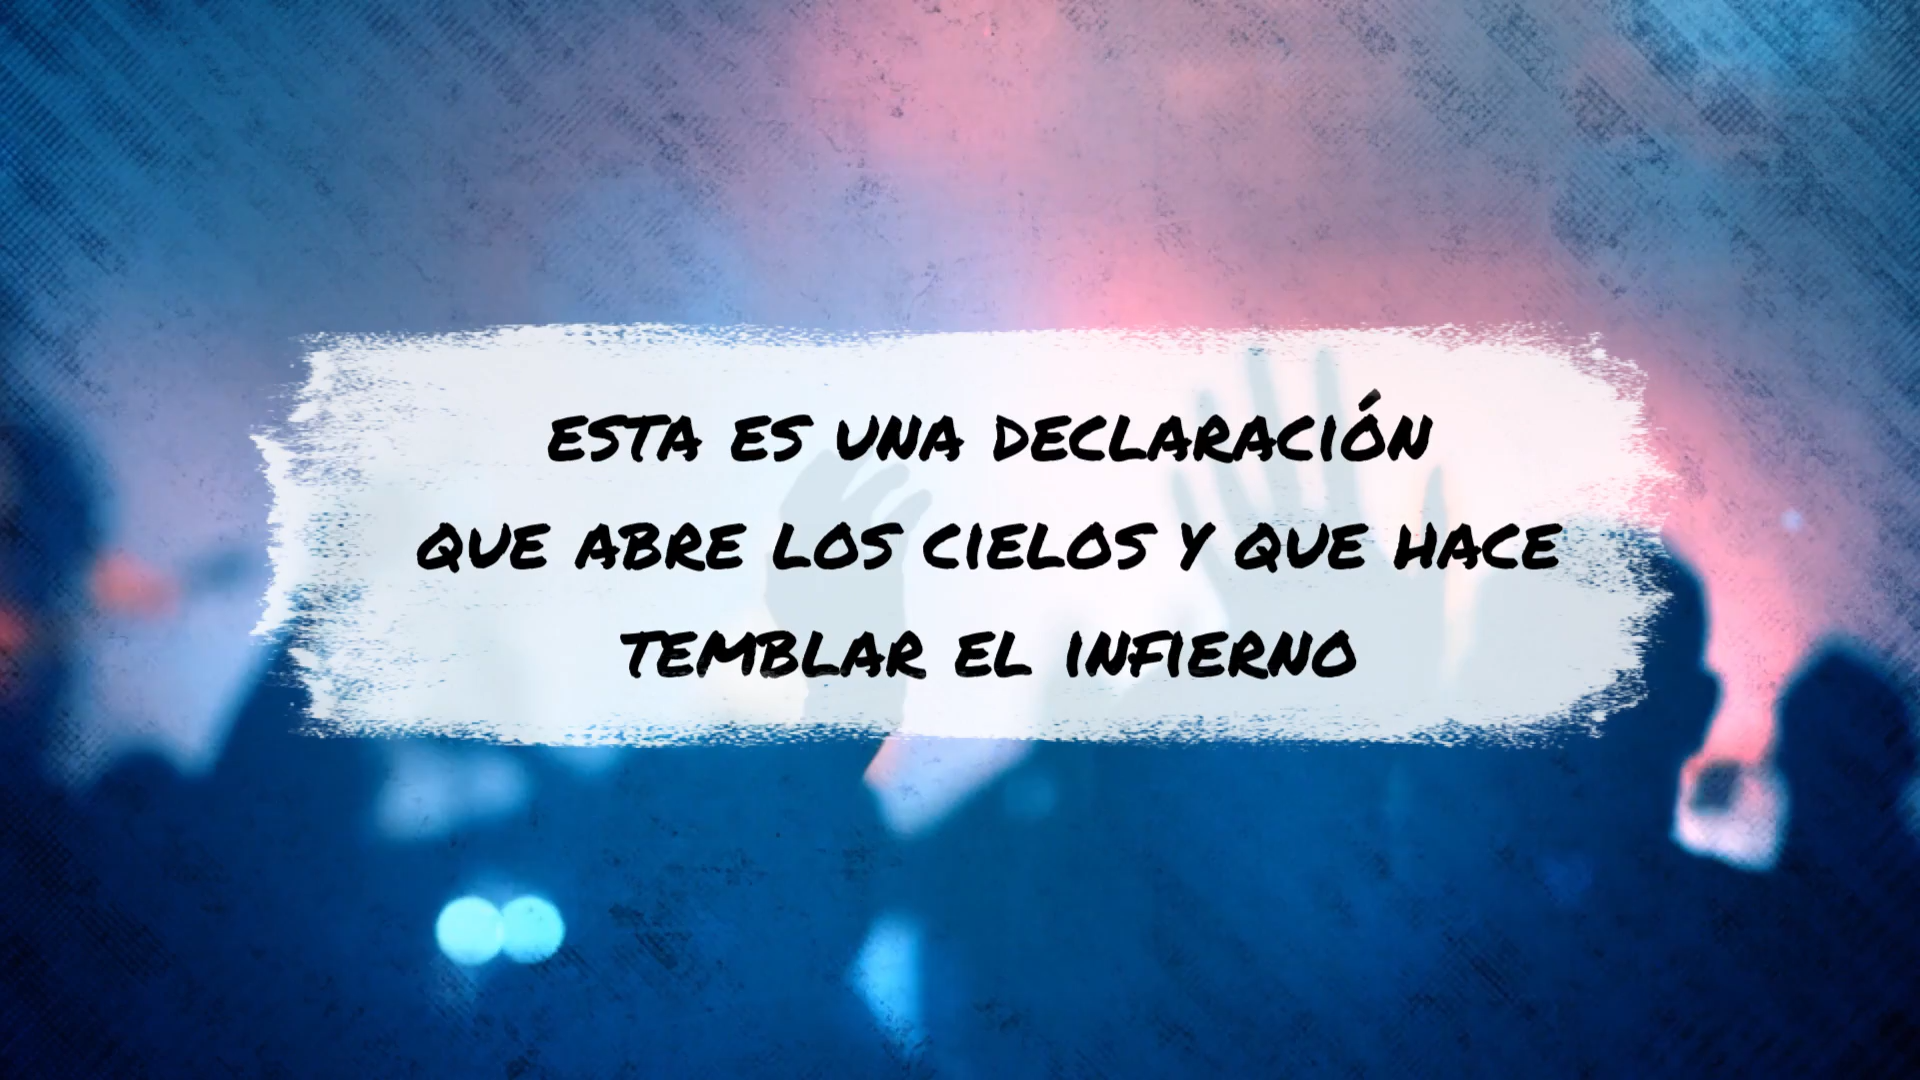 ESTA ES UNA DECLARACIÓN
QUE ABRE LOS CIELOS Y QUE HACE
TEMBLAR EL INFIERNO